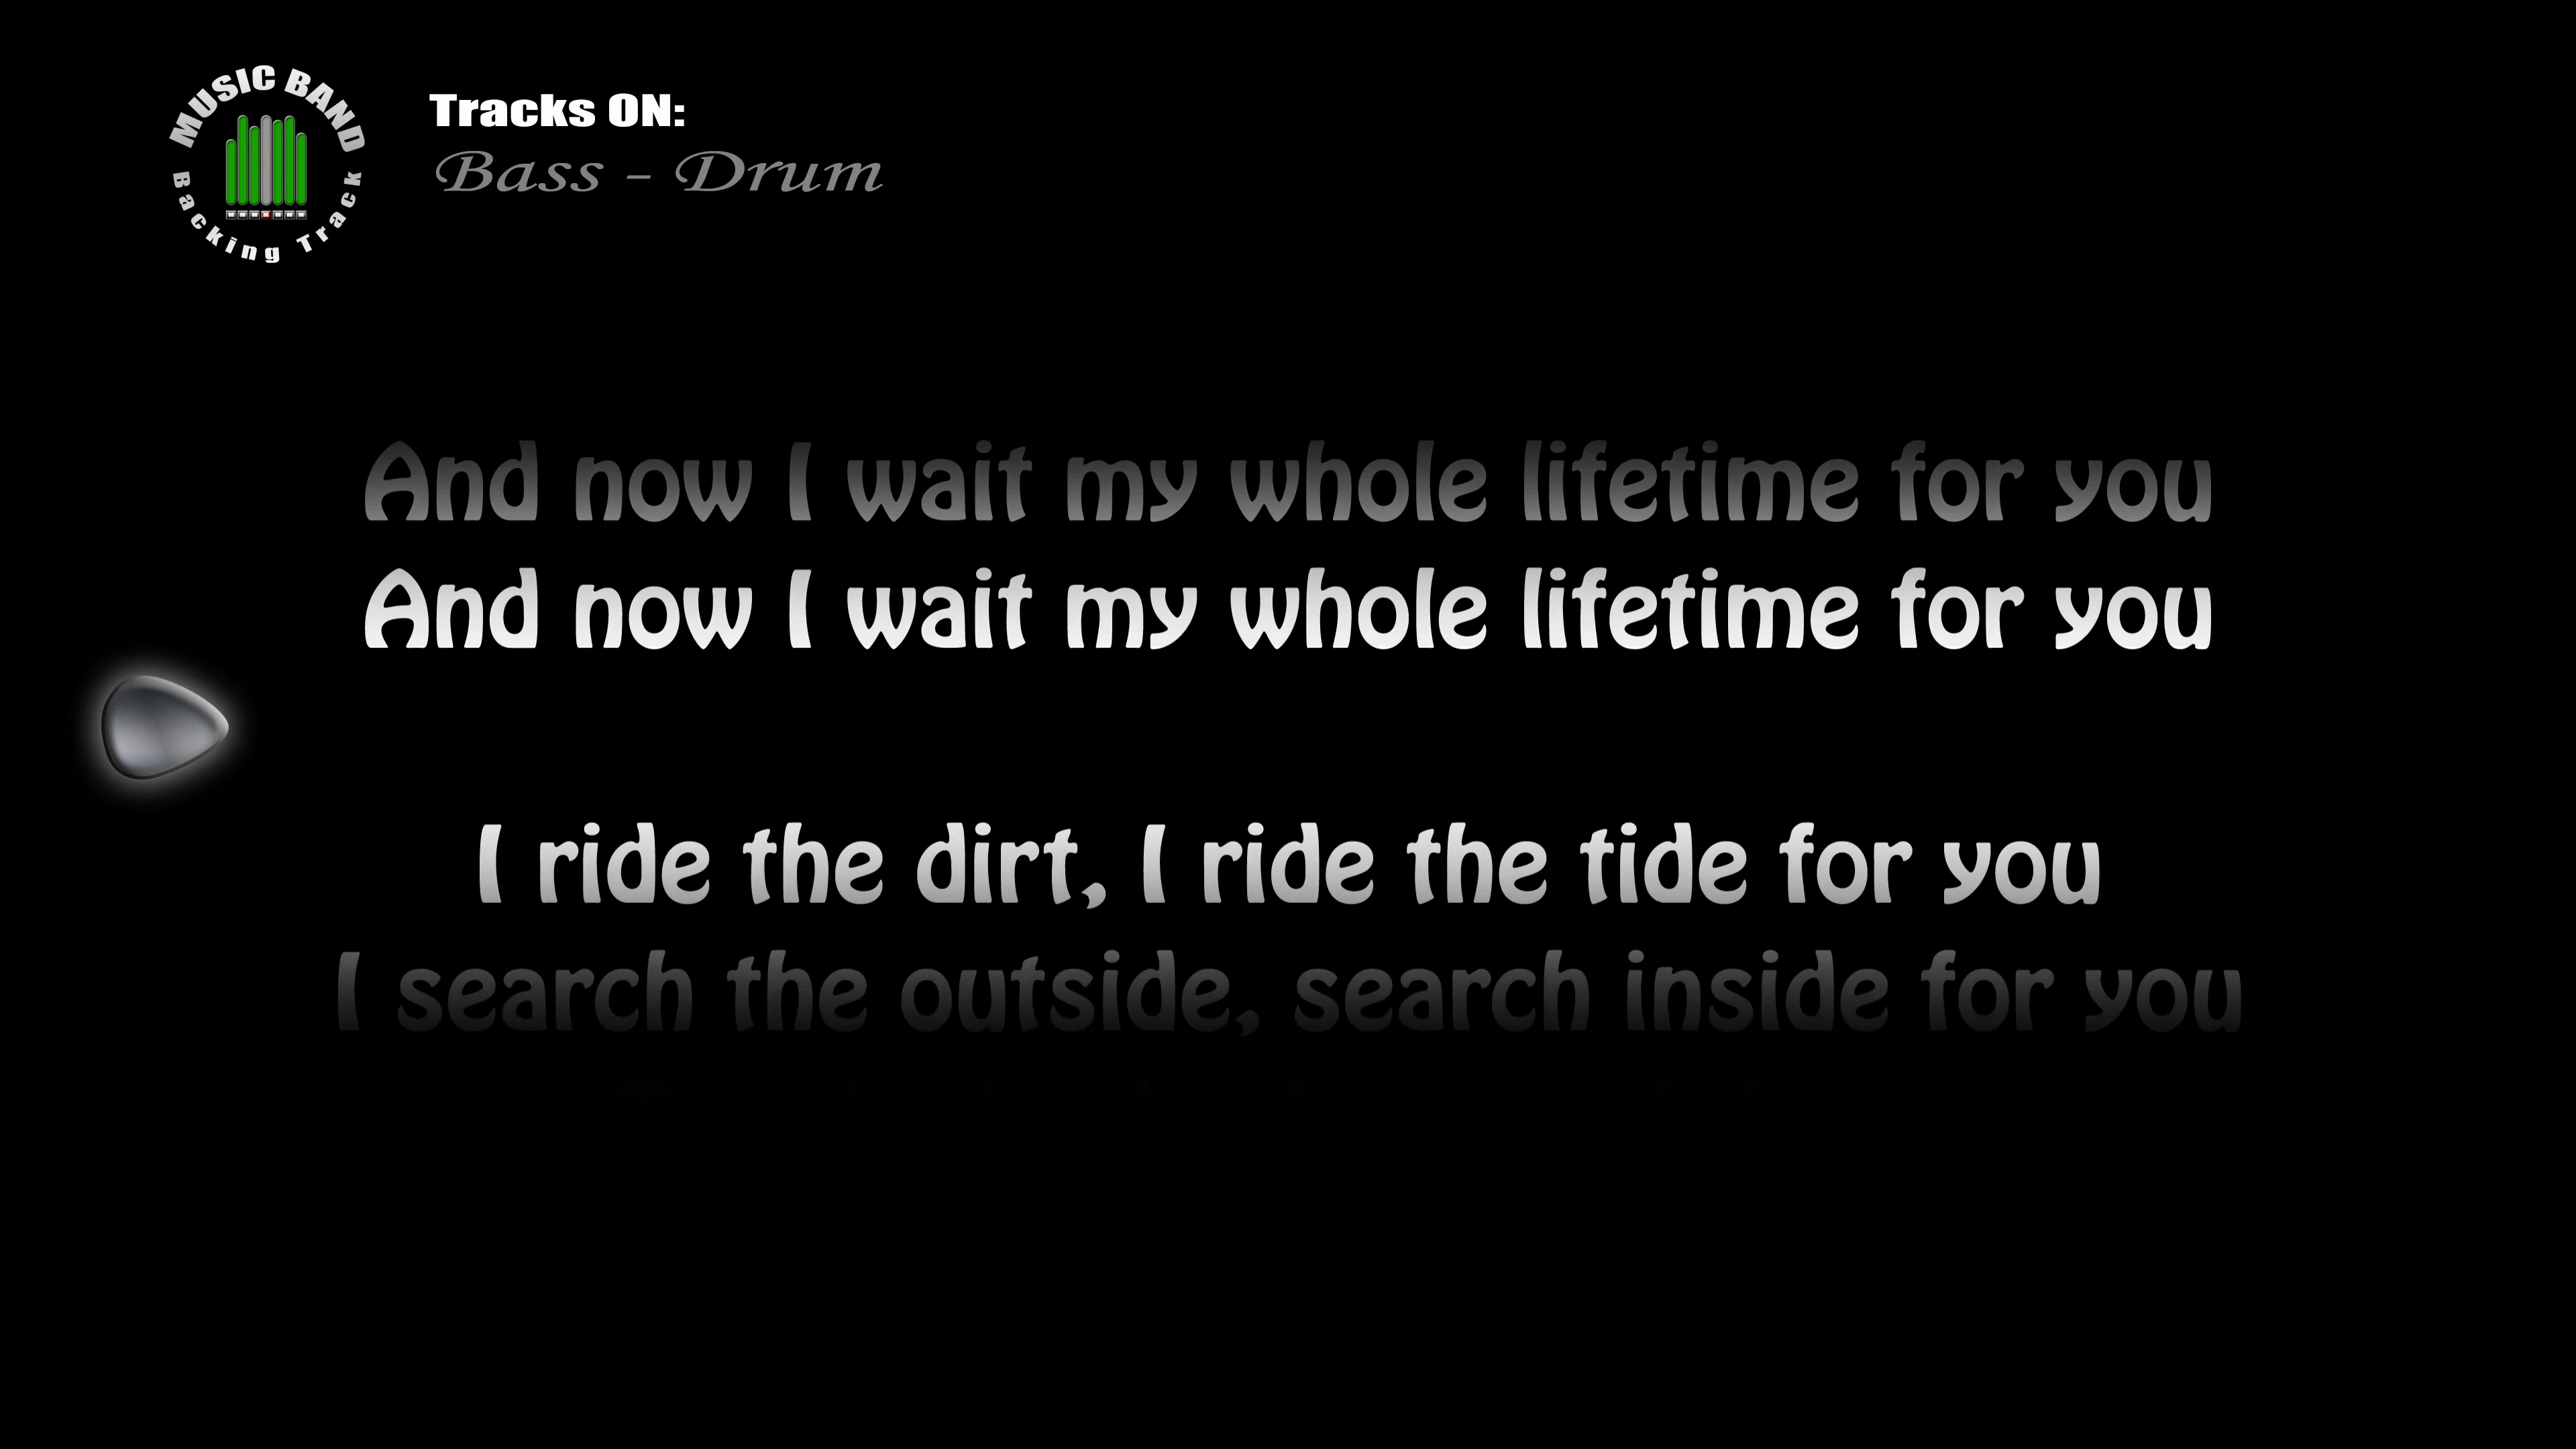 MUSIC BAND
Backing Track
Tracks ON:
Bass - Drum
And now I wait my whole lifetime for you
And now I wait my whole lifetime for you
I ride the dirt, I ride the tide for you
I search the outside, search inside for you